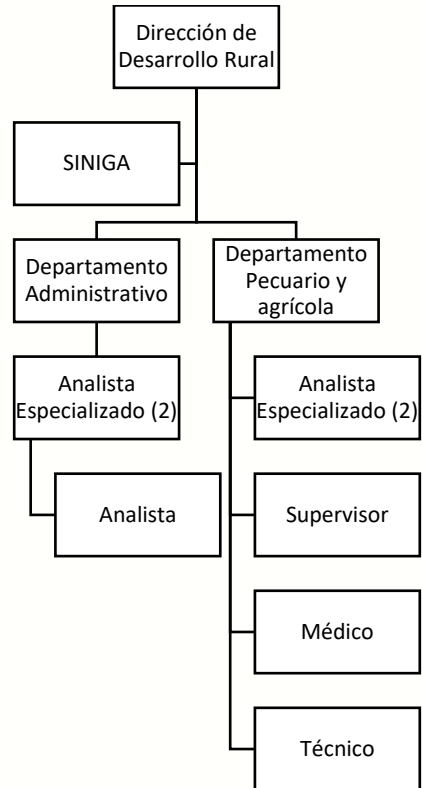 Dirección de
Desarrollo Rural
SINIGA
Departamento
Administrativo
Departamento
Pecuario y
agrícola
Analista
Especializado (2)
Analista
Especializado (2)
Analista
Supervisor
Médico
Técnico